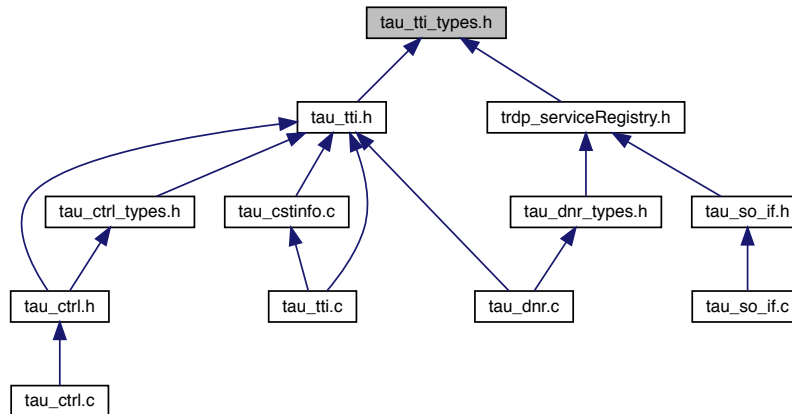 tau_tti_types.h
tau_tti.h
trdp_serviceRegistry.h
tau_ctrl_types.h
tau_cstinfo.c
tau_dnr_types.h
tau_so_if.h
tau_ctrl.h
tau_tti.c
tau_dnr.c
tau_so_if.c
tau_ctrl.c